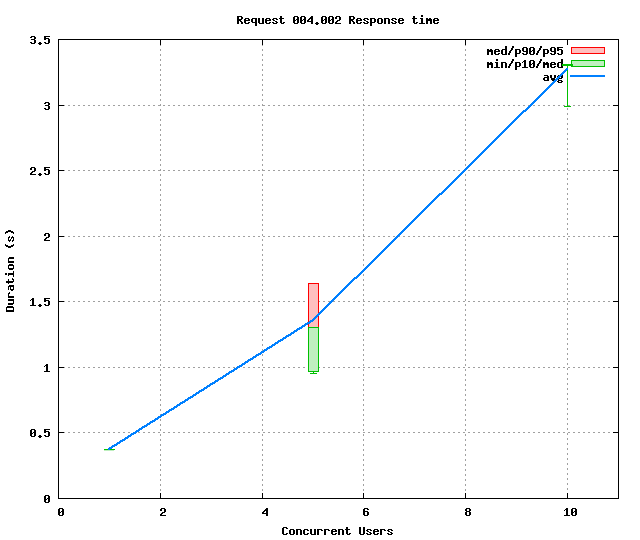 Request 004.002 Response time
3.5
3
2.5
2
1.5
1
0.5
0
med/p90/p95
min/p10/med
avg
Duration (s)
0 2 4 6 8 10
Concurrent Users